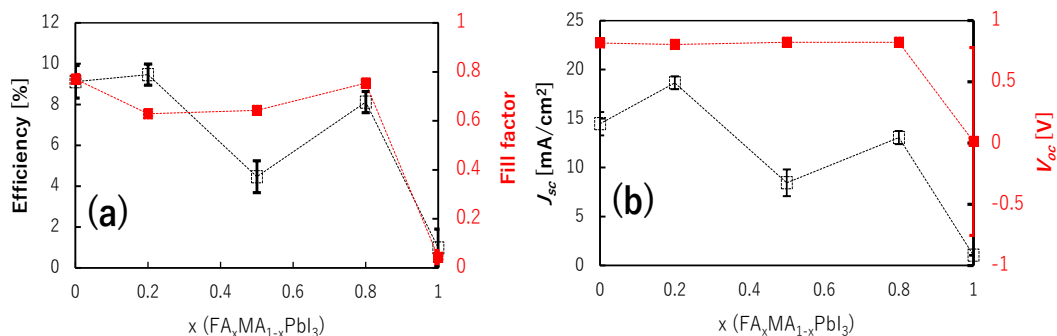 12
10
8
6
4
2
0
Efficiency [%]
(a)
1
0.8
0.6
0.4
0.2
0
Fill factor
0 0.2 0.4 0.6 0.8 1
x (FAxMA1-xPbI3)
25
20
15
10
5
0
Jsc [mA/cm²]
(b)
1
0.5
0
-0.5
-1
Voc [V]
0 0.2 0.4 0.6 0.8 1
x (FAxMA1-xPbI3)